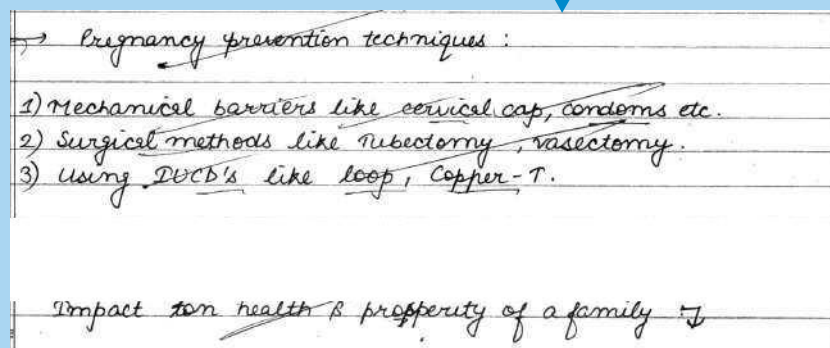 → Pregnancy prevention techniques :
1) Mechanical barriers like cervical cap, condoms etc.
2) Surgical methods like Tubectomy, vasectomy.
3) Using IUCD's like loop, Copper-T.
Impact on health & prosperity of a family